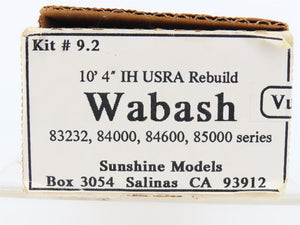 Kit # 9.2
10' 4" IH USRA Rebuild
Wabash
83232, 84000, 84600, 85000 series
Sunshine Models
Box 3054 Salinas CA 93912